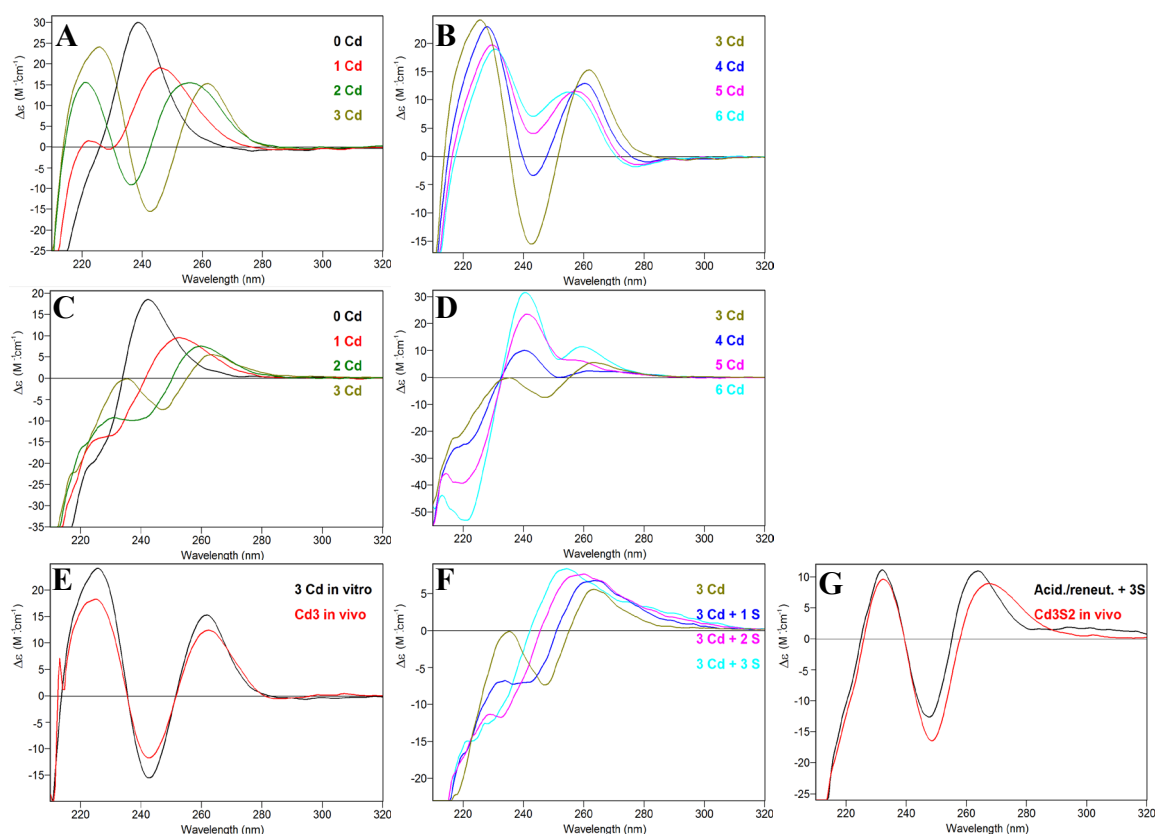 A
0 Cd
1 Cd
2 Cd
3 Cd
Δε (M⁻¹cm⁻¹)
30
25
20
15
10
5
0
-5
-10
-15
-20
-25
220 240 260 280 300 320
Wavelength (nm)
B
3 Cd
4 Cd
5 Cd
6 Cd
Δε (M⁻¹cm⁻¹)
20
15
10
5
0
-5
-10
-15
220 240 260 280 300 320
Wavelength (nm)
C
0 Cd
1 Cd
2 Cd
3 Cd
Δε (M⁻¹cm⁻¹)
20
15
10
5
0
-5
-10
-15
-20
-25
-30
-35
220 240 260 280 300 320
Wavelength (nm)
D
3 Cd
4 Cd
5 Cd
6 Cd
Δε (M⁻¹cm⁻¹)
30
20
10
0
-10
-20
-30
-40
-50
220 240 260 280 300 320
Wavelength (nm)
E
3 Cd in vitro
Cd3 in vivo
Δε (M⁻¹cm⁻¹)
20
15
10
5
0
-5
-10
-15
220 240 260 280 300 320
Wavelength (nm)
F
3 Cd
3 Cd + 1 S
3 Cd + 2 S
3 Cd + 3 S
Δε (M⁻¹cm⁻¹)
5
0
-5
-10
-15
-20
220 240 260 280 300 320
Wavelength (nm)
G
Acid./reneut. + 3S
Cd3S2 in vivo
Δε (M⁻¹cm⁻¹)
10
5
0
-5
-10
-15
-20
-25
220 240 260 280 300 320
Wavelength (nm)